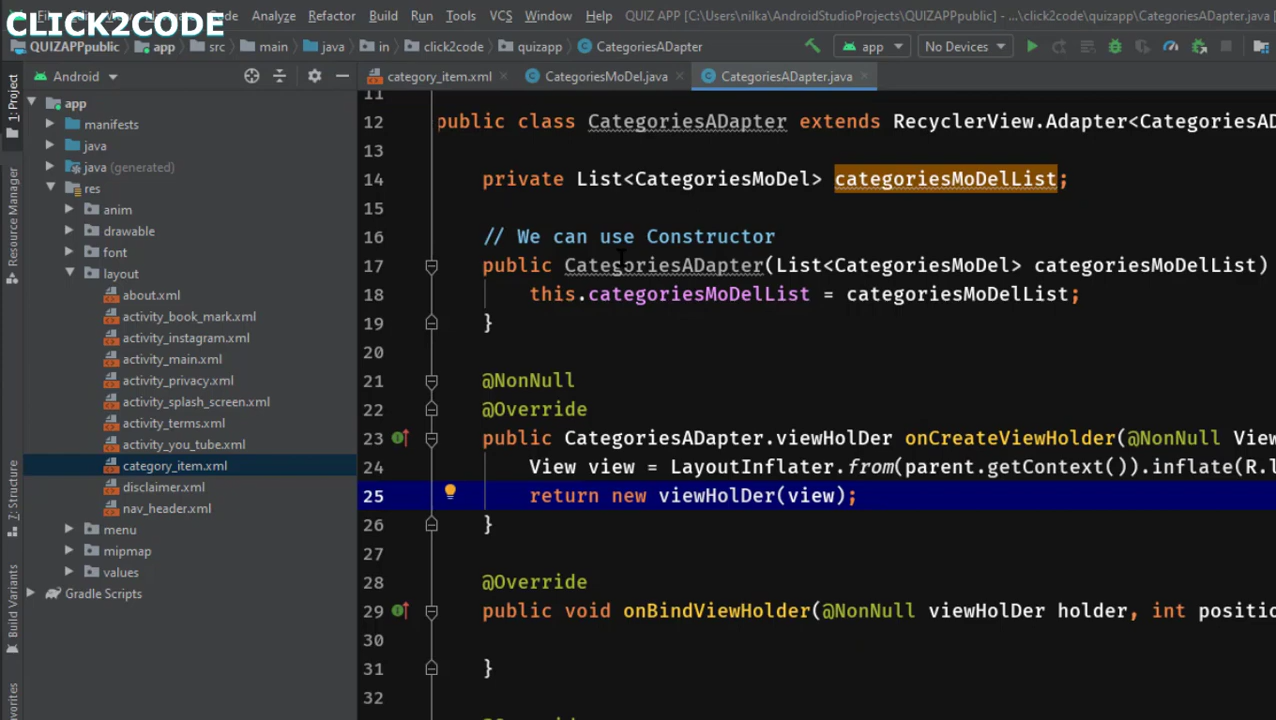 CLICK2CODE
Code Analyze Refactor Build Run Tools VCS Window Help QUIZ APP [C:\Users\nilka\AndroidStudioProjects\QUIZAPPpublic] - ...\click2code\quizapp\CategoriesADapter.java [
QUIZAPPpublic app src main java in click2code quizapp CategoriesADapter app No Devices
1: Project
Android
category_item.xml CategoriesMoDel.java CategoriesADapter.java
app
manifests
java
java (generated)
res
anim
drawable
font
layout
about.xml
activity_book_mark.xml
activity_instagram.xml
activity_main.xml
activity_privacy.xml
activity_splash_screen.xml
activity_terms.xml
activity_you_tube.xml
category_item.xml
disclaimer.xml
nav_header.xml
menu
mipmap
values
Gradle Scripts
Resource Manager
7: Structure
Build Variants
11
12 public class CategoriesADapter extends RecyclerView.Adapter<CategoriesAD
13
14 private List<CategoriesMoDel> categoriesMoDelList;
15
16 // We can use Constructor
17 public CategoriesADapter(List<CategoriesMoDel> categoriesMoDelList)
18 this.categoriesMoDelList = categoriesMoDelList;
19 }
20
21 @NonNull
22 @Override
23 public CategoriesADapter.viewHolDer onCreateViewHolder(@NonNull View
24 View view = LayoutInflater.from(parent.getContext()).inflate(R.l
25 return new viewHolDer(view);
26 }
27
28 @Override
29 public void onBindViewHolder(@NonNull viewHolDer holder, int positio
30
31 }
32